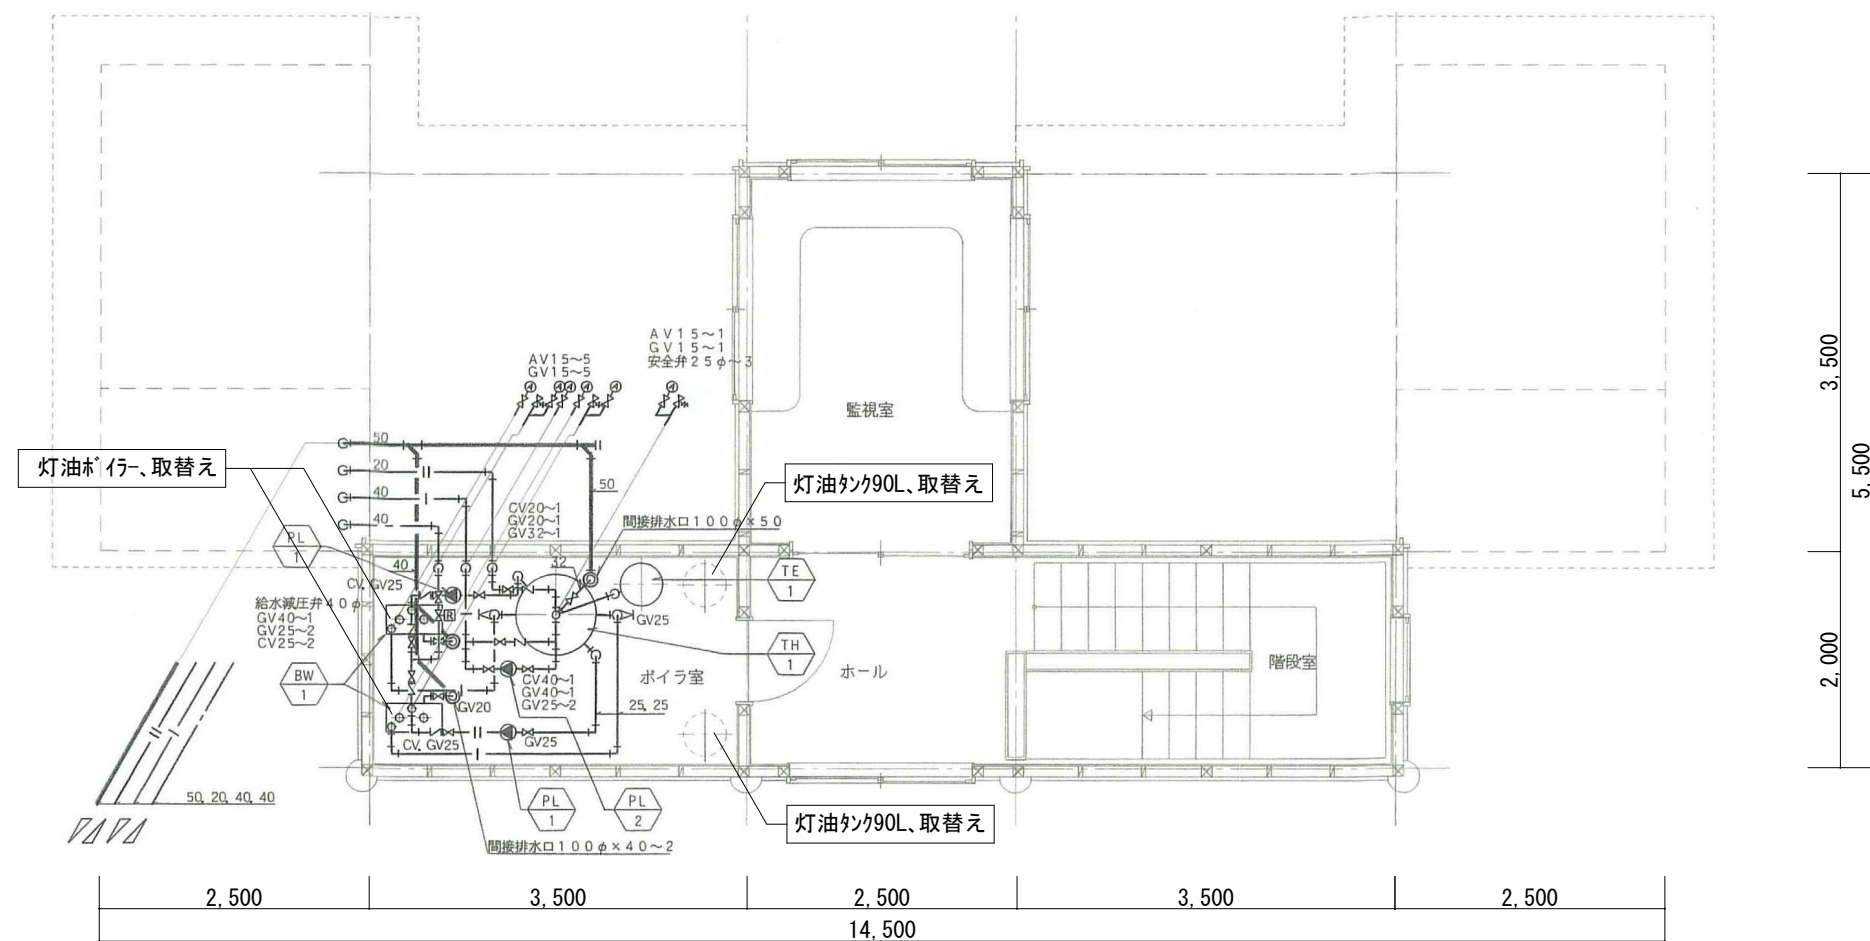 AV15～1
GV15～1
安全弁25φ～3
AV15～5
GV15～5
監視室
50
灯油ボイラー、取替え
20
灯油タンク90L、取替え
50
40
CV20～1
GV20～1
GV32～1
間接排水口100φ×50
40
PL
1
32
40
TE
1
CV. GV25
給水減圧弁40φ
GV40～1
GV25～2
CV25～2
R
GV25
TH
1
ボイラ室
ホール
階段室
BW
1
CV40～1
GV40～1
GV25～2
GV20
25, 25
CV. GV25
GV25
50, 20, 40, 40
PL
1
PL
2
灯油タンク90L、取替え
間接排水口100φ×40～2
3,500
5,500
2,000
2,500
3,500
2,500
3,500
2,500
14,500